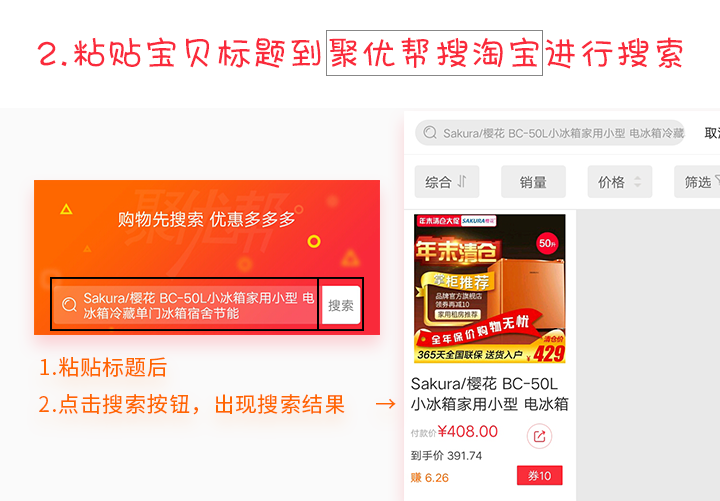 2.粘贴宝贝标题到聚优帮搜淘宝进行搜索
聚优帮
购物先搜索 优惠多多多
Sakura/樱花 BC-50L小冰箱家用小型 电
冰箱冷藏单门冰箱宿舍节能
搜索
1.粘贴标题后
2.点击搜索按钮，出现搜索结果 →
Sakura/樱花 BC-50L小冰箱家用小型 电冰箱冷藏
取消
综合
销量
价格
筛选
年末清仓大促 SAKURA樱花
年末清仓
50升
掌柜推荐
品牌官方旗舰店
领券再减10
家用租房推荐
全年保价购物无忧
365天全国联保 送货入户
清仓价
¥429
Sakura/樱花 BC-50L
小冰箱家用小型 电冰箱
付款价¥408.00
到手价 391.74
赚 6.26
券10